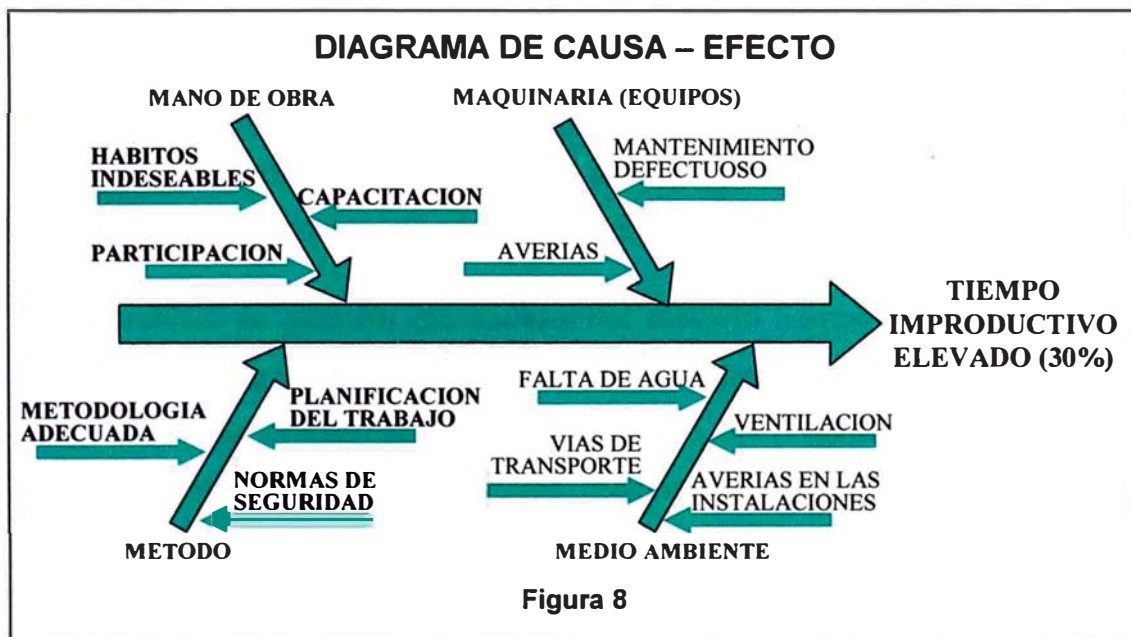 DIAGRAMA DE CAUSA – EFECTO
MANO DE OBRA
MAQUINARIA (EQUIPOS)
HABITOS
INDESEABLES
CAPACITACION
PARTICIPACION
MANTENIMIENTO
DEFECTUOSO
AVERIAS
TIEMPO
IMPRODUCTIVO
ELEVADO (30%)
METODOLOGIA
ADECUADA
PLANIFICACION
DEL TRABAJO
NORMAS DE
SEGURIDAD
METODO
FALTA DE AGUA
VENTILACION
VIAS DE
TRANSPORTE
AVERIAS EN LAS
INSTALACIONES
MEDIO AMBIENTE
Figura 8